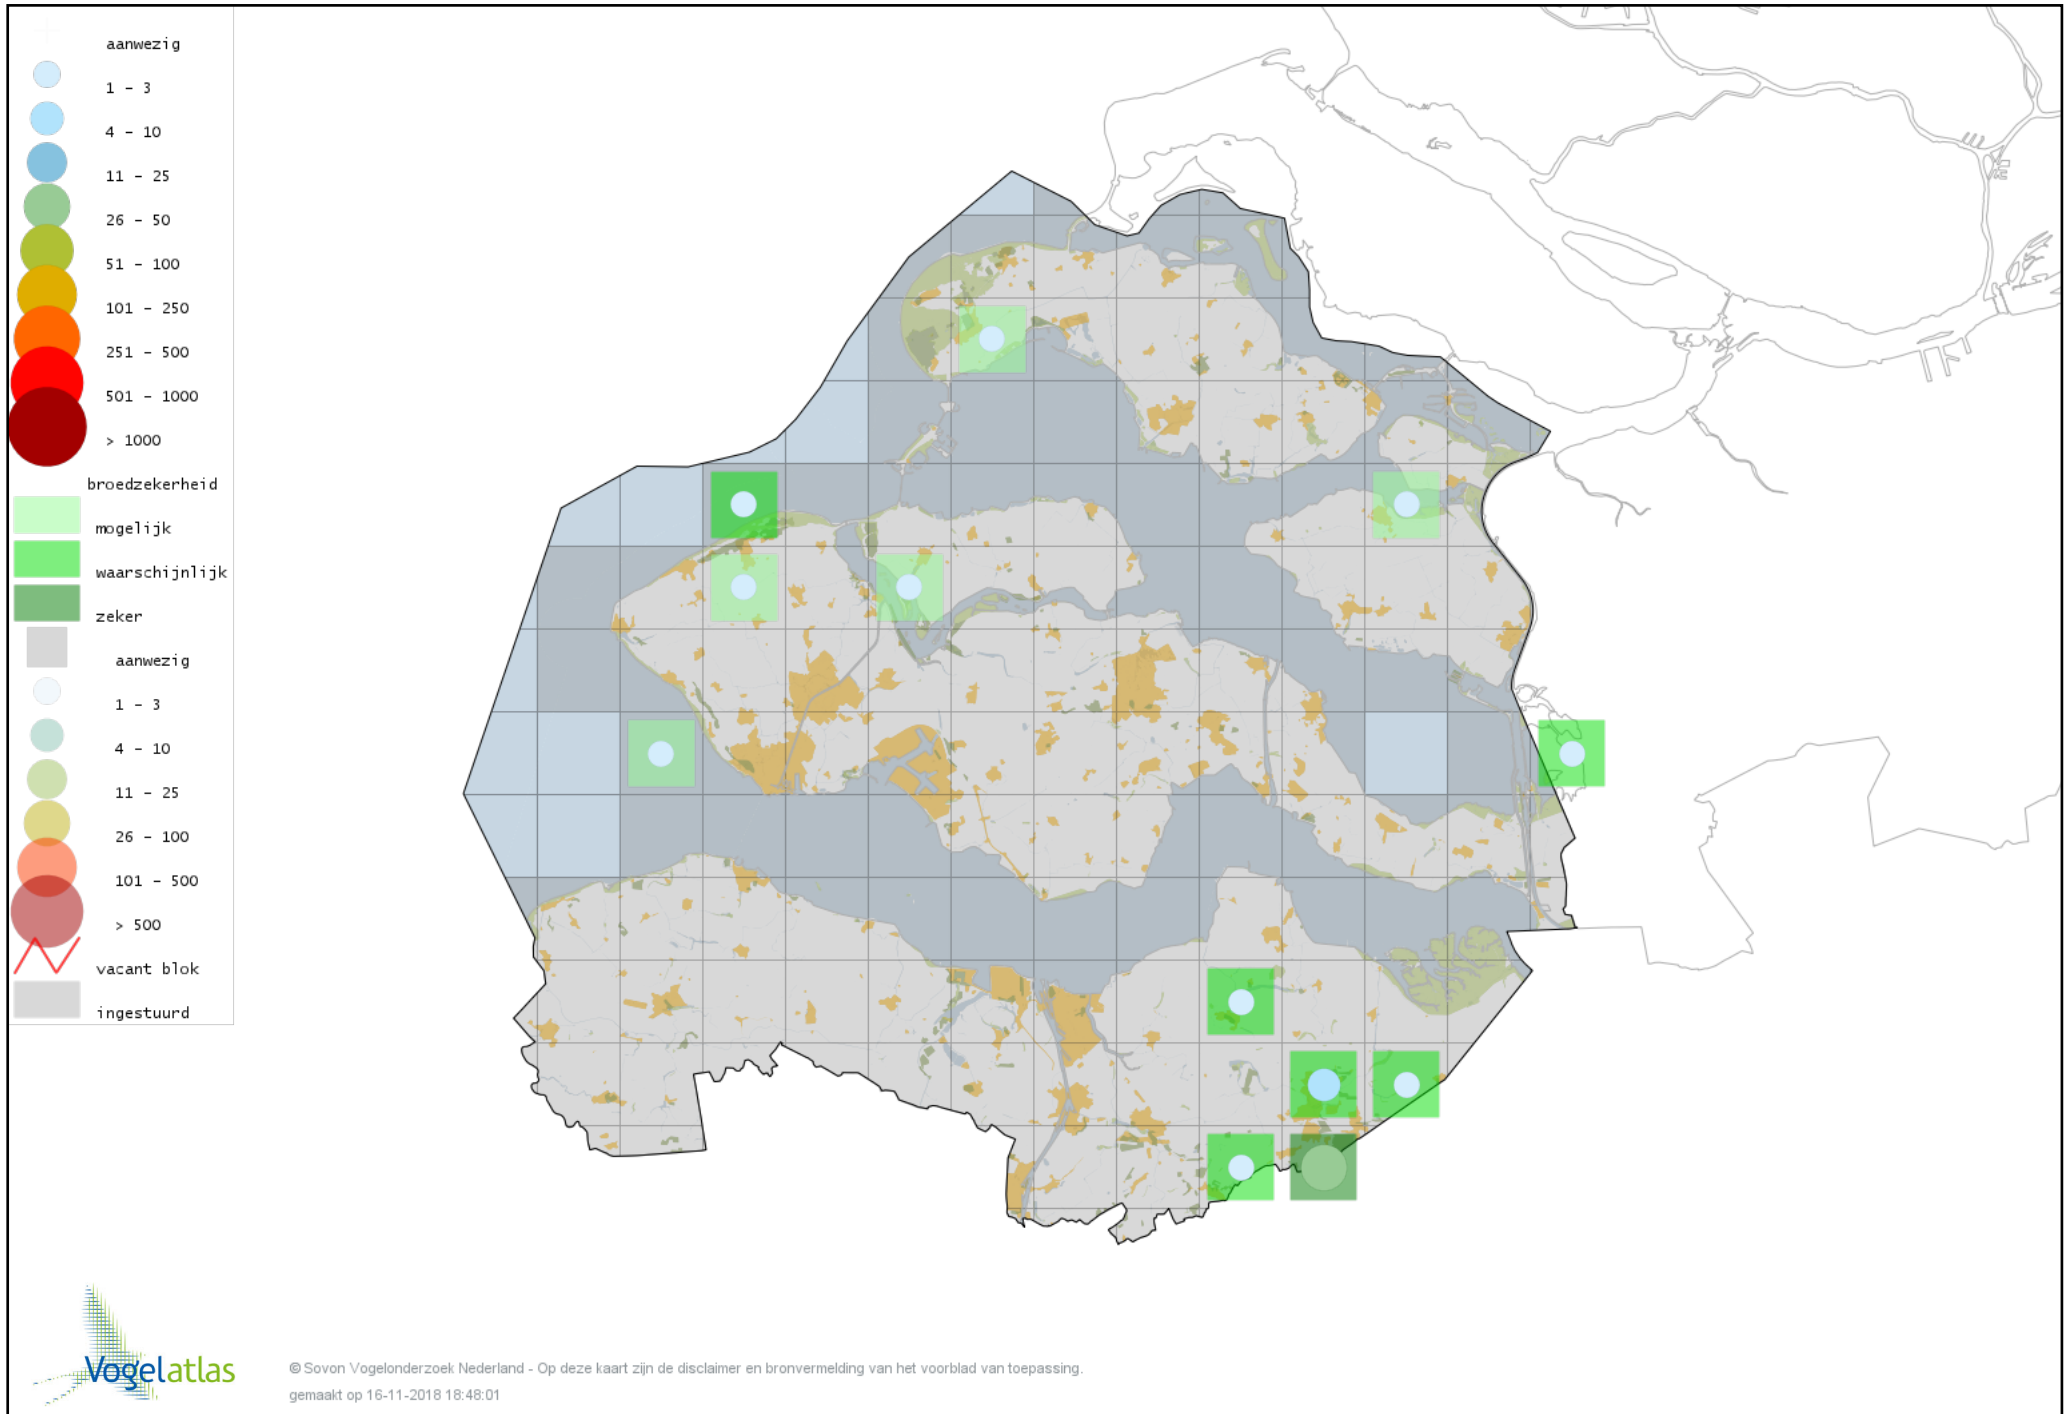 aanwezig
1 – 3
4 – 10
11 – 25
26 – 50
51 – 100
101 – 250
251 – 500
501 – 1000
> 1000
broedzekerheid
mogelijk
waarschijnlijk
zeker
aanwezig
1 – 3
4 – 10
11 – 25
26 – 100
101 – 500
> 500
vacant blok
ingestuurd
Vogelatlas
© Sovon Vogelonderzoek Nederland - Op deze kaart zijn de disclaimer en bronvermelding van het voorblad van toepassing.
gemaakt op 16-11-2018 18:48:01